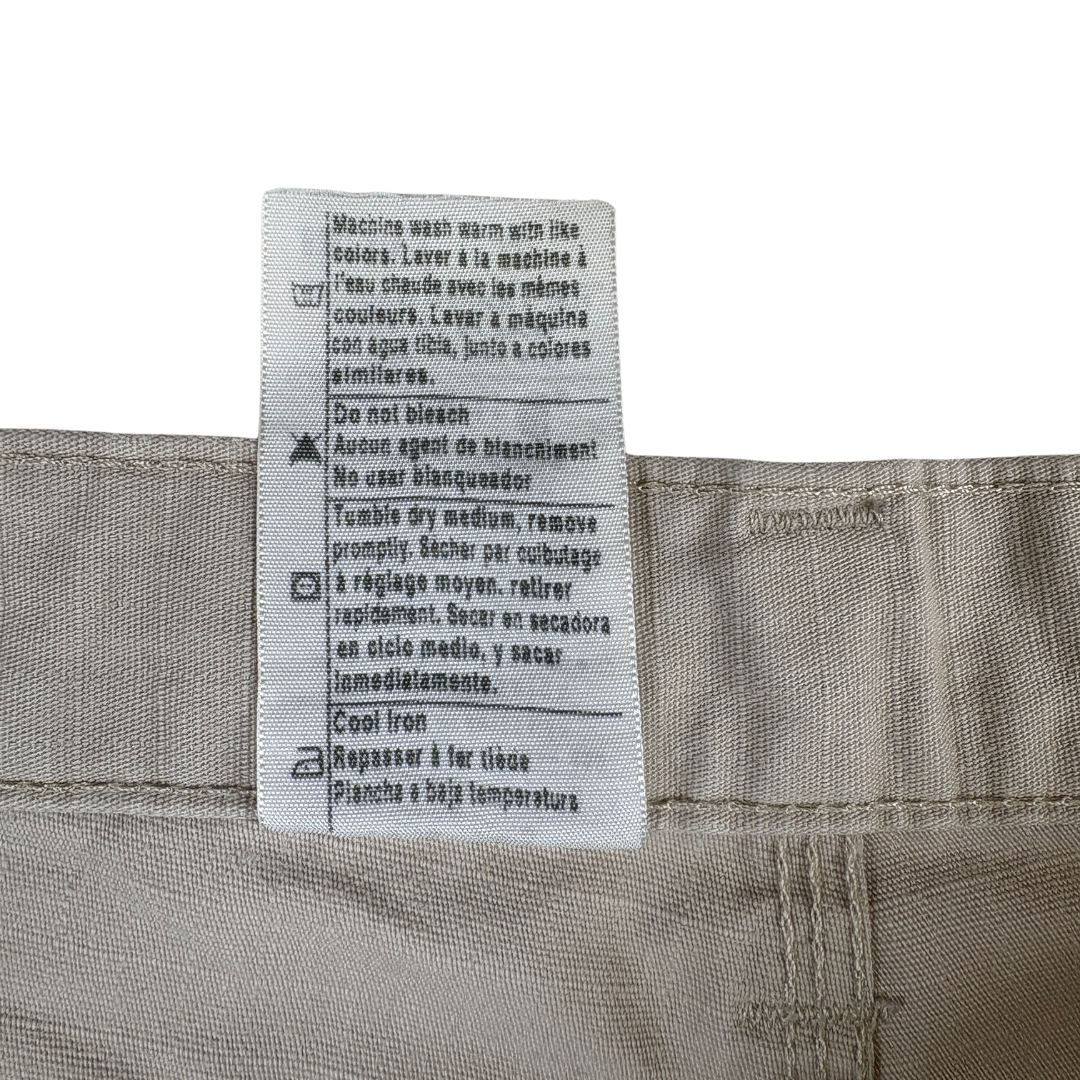 Machine wash warm with like
colors. Laver à la machine à
l'eau chaude avec les mêmes
couleurs. Lavar a máquina
con agua tibia, junto a colores
similares.
Do not bleach
Aucun agent de blanchiment
No usar blanqueador
Tumble dry medium, remove
promptly. Sècher par culbutage
à réglage moyen. retirer
rapidement. Secar en secadora
en ciclo medio, y sacar
inmediatamente.
Cool iron
Repasser à fer tiède
Plancha a baja temperatura